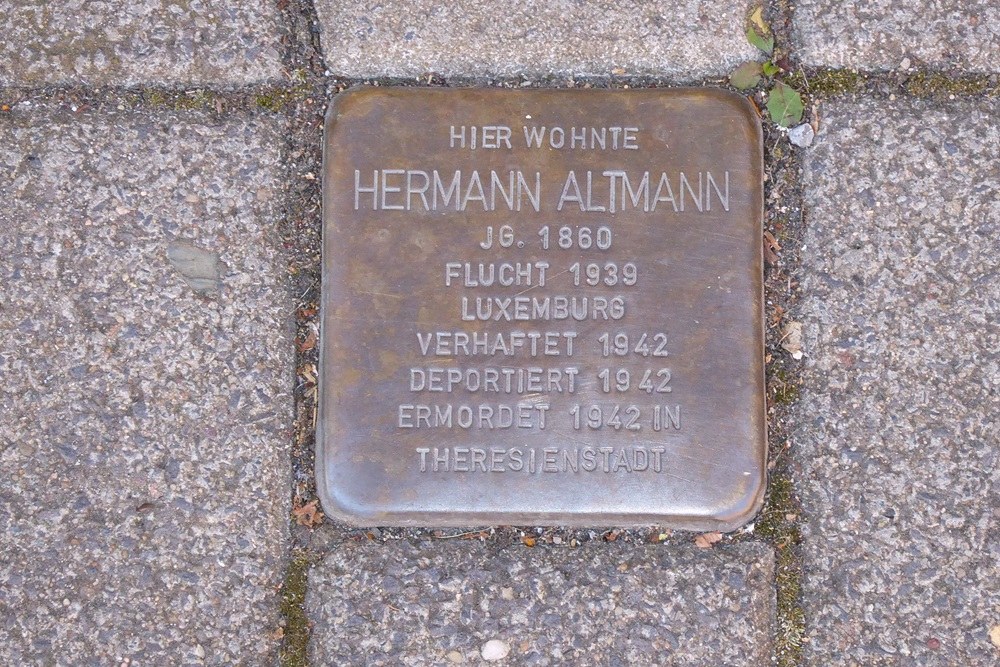 HIER WOHNTE
HERMANN ALTMANN
JG. 1860
FLUCHT 1939
LUXEMBURG
VERHAFTET 1942
DEPORTIERT 1942
ERMORDET 1942 IN
THERESIENSTADT